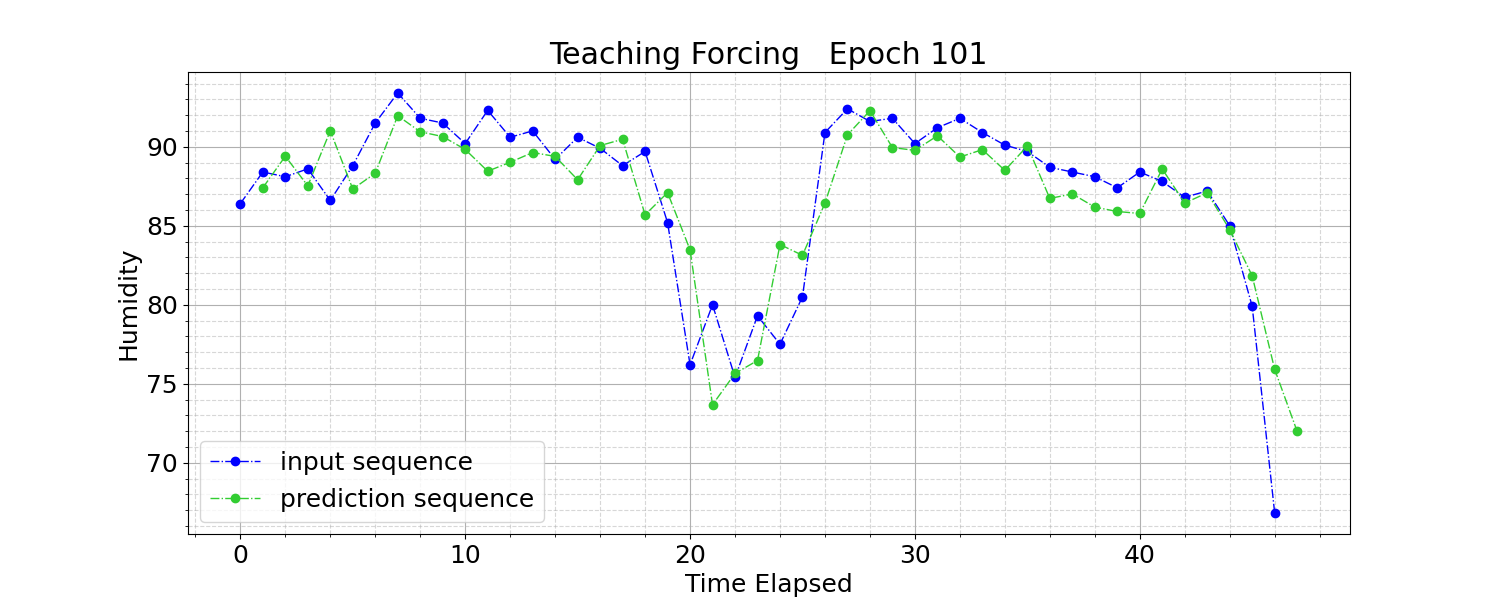 Teaching Forcing   Epoch 101
90
85
80
75
70
Humidity
input sequence
prediction sequence
0 10 20 30 40
Time Elapsed